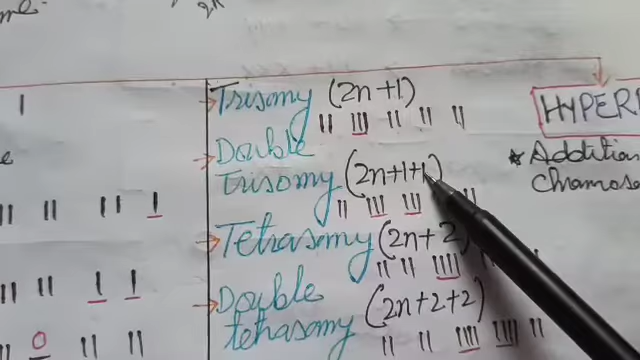 Trisomy (2n+1)
HYPER
Double
Trisomy (2n+1+1)
* Addition
Chromoso
Tetrasomy (2n+2)
Double (2n+2+2)
tetrasomy